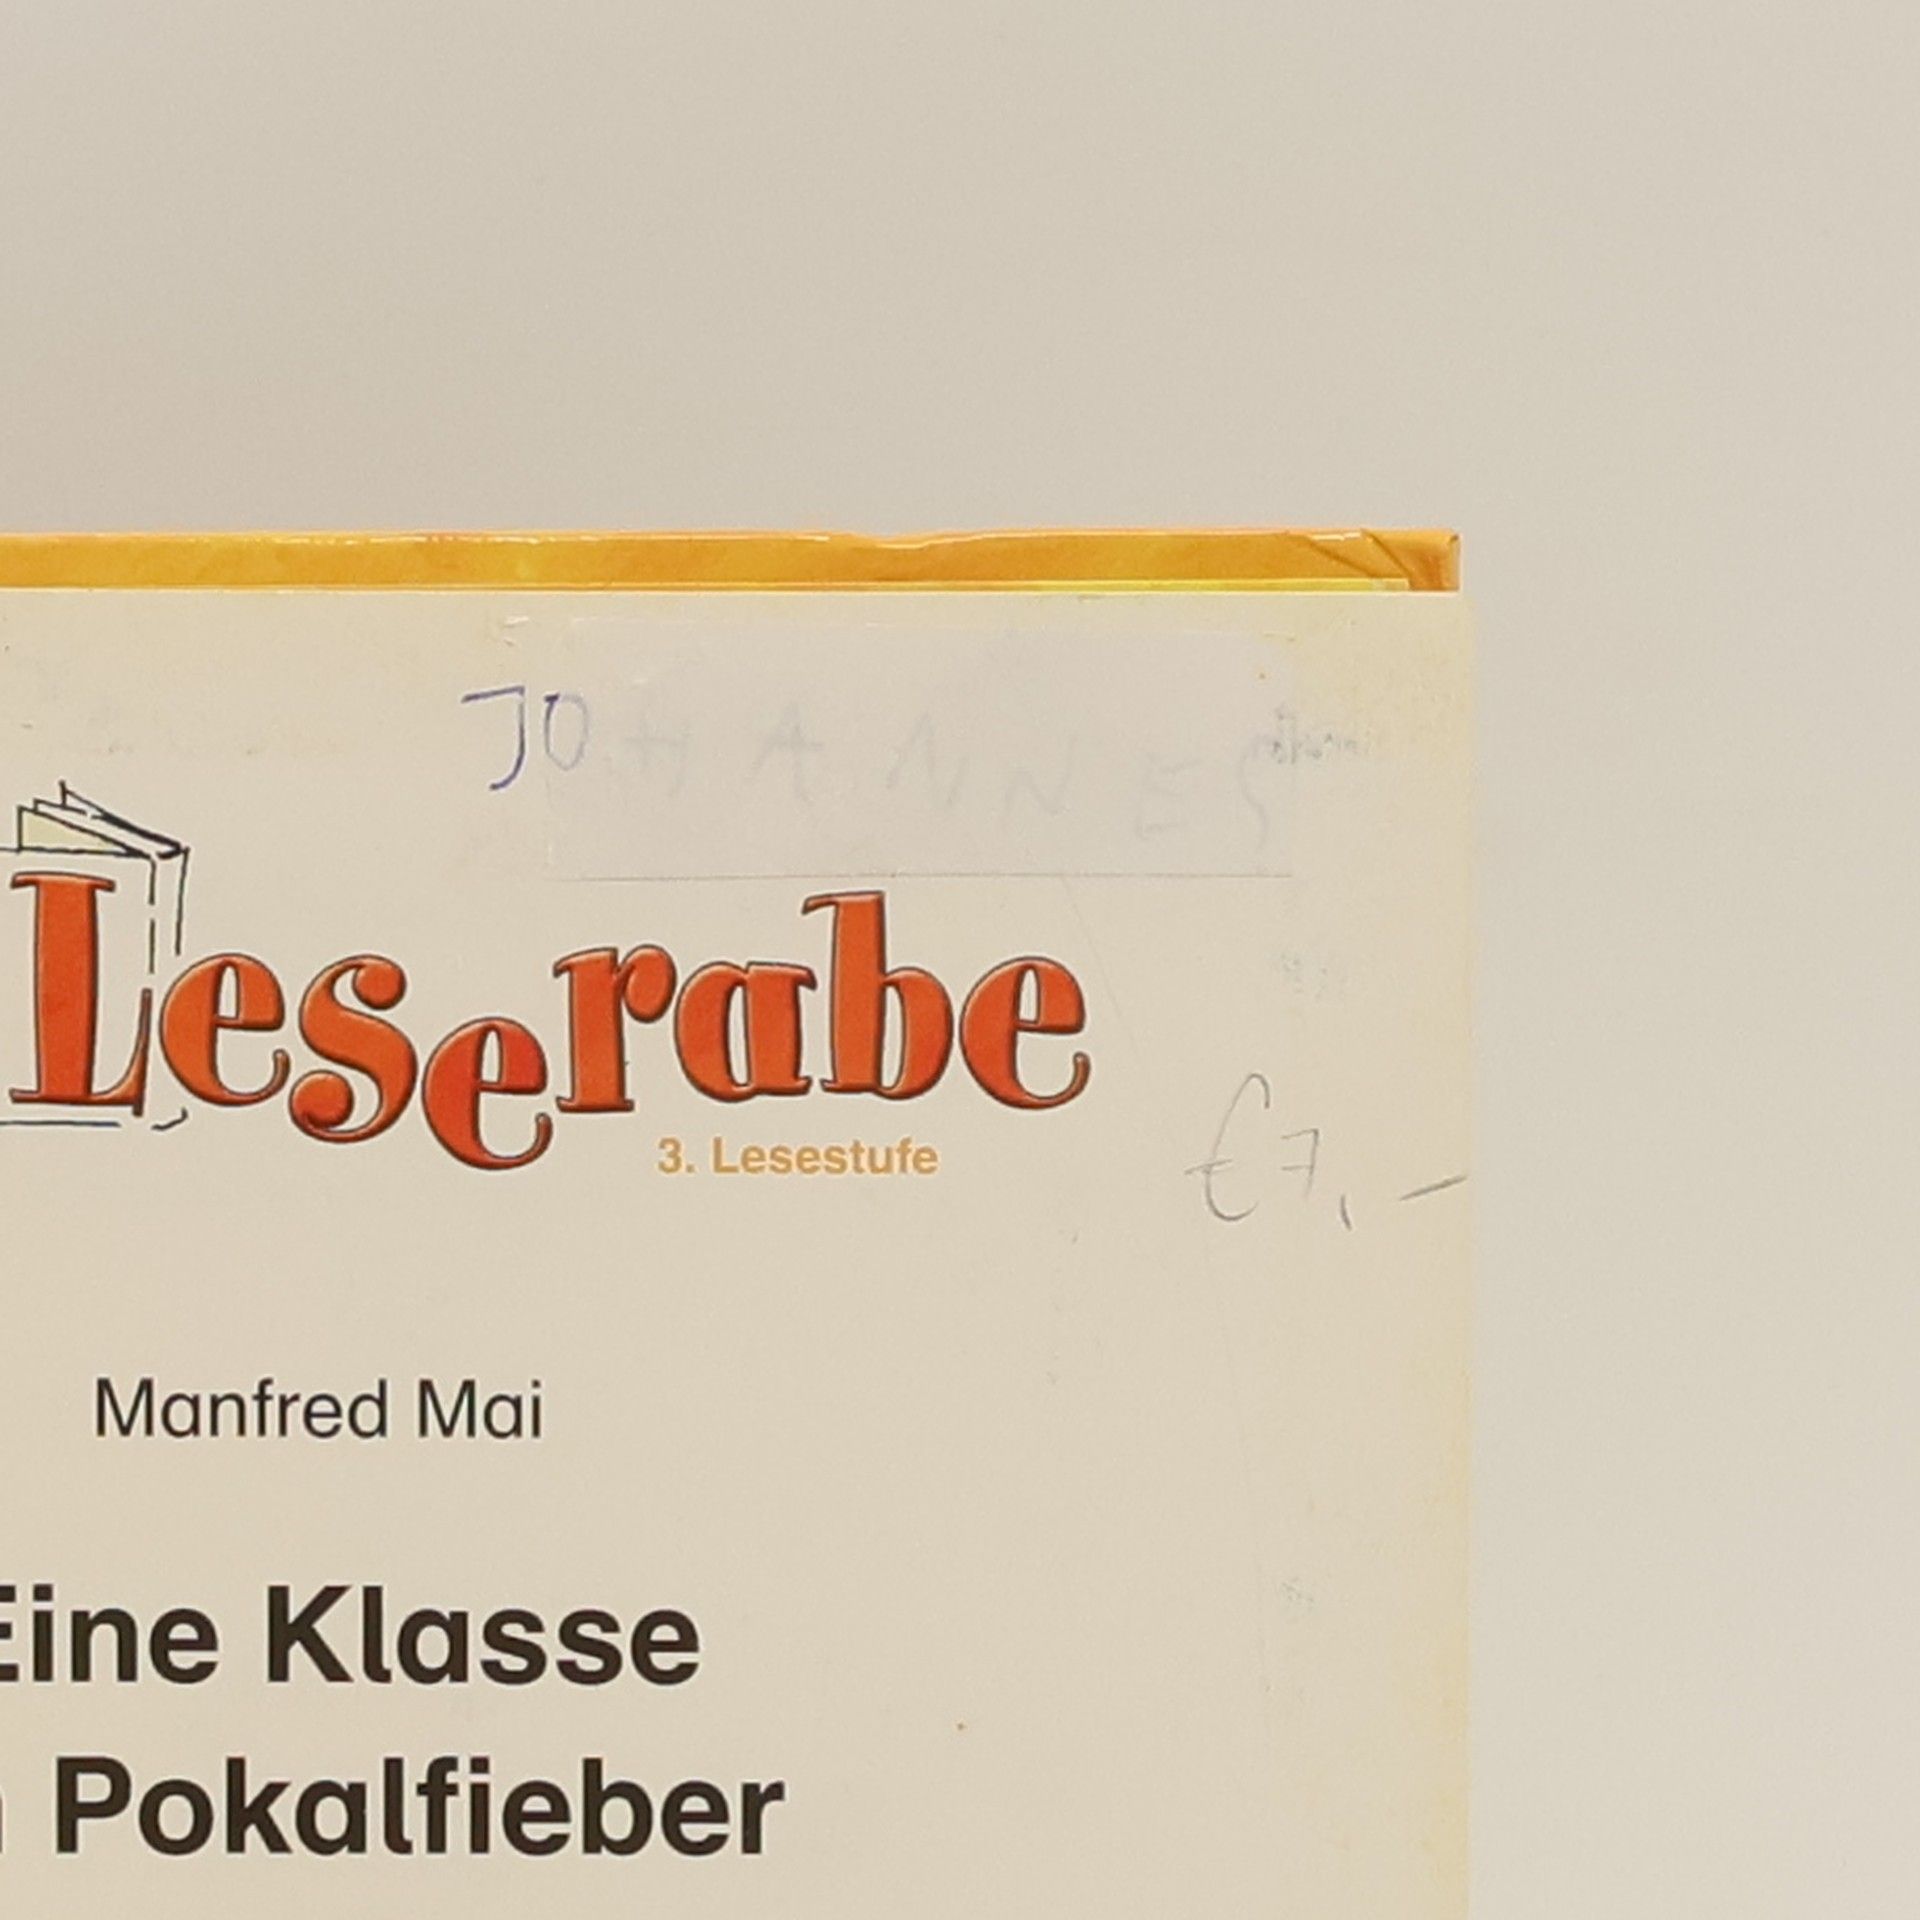 JOHANNES
Leserabe
3. Lesestufe
€7,-
Manfred Mai
Eine Klasse
Pokalfieber